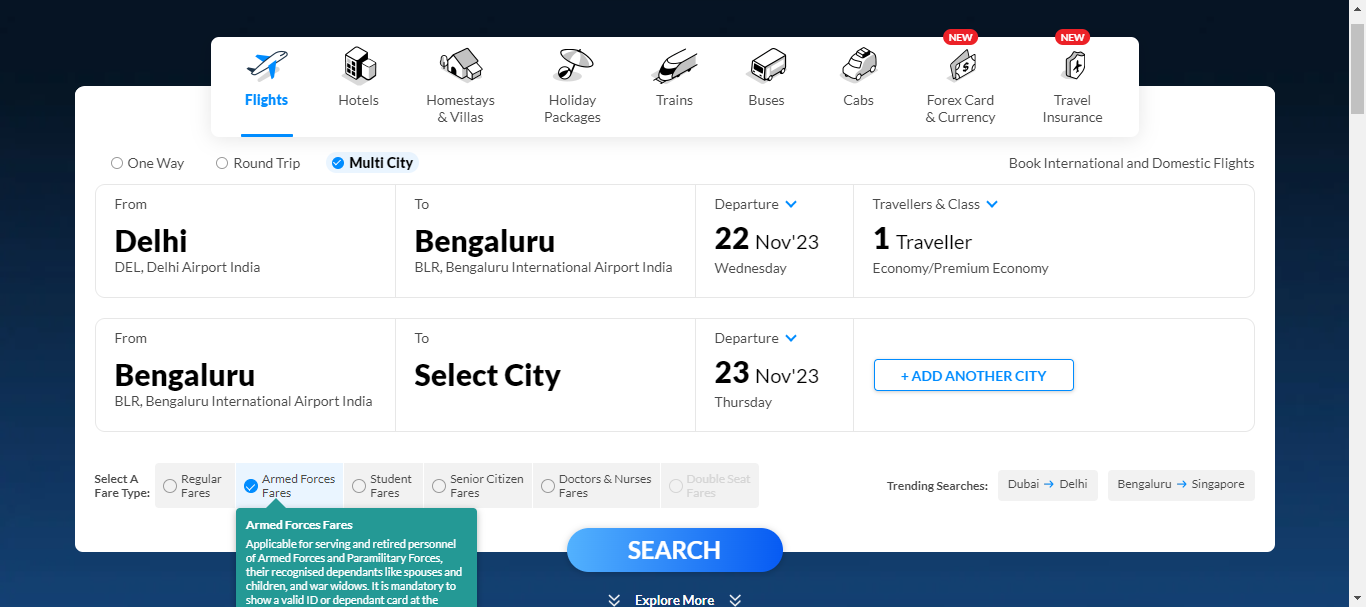 NEW
NEW
Flights
Hotels
Homestays
& Villas
Holiday
Packages
Trains
Buses
Cabs
Forex Card
& Currency
Travel
Insurance
One Way
Round Trip
Multi City
Book International and Domestic Flights
From
To
Departure
Travellers & Class
Delhi
Bengaluru
22 Nov'23
1 Traveller
DEL, Delhi Airport India
BLR, Bengaluru International Airport India
Wednesday
Economy/Premium Economy
From
To
Departure
Bengaluru
Select City
23 Nov'23
+ ADD ANOTHER CITY
BLR, Bengaluru International Airport India
Thursday
Select A
Fare Type:
Regular
Fares
Armed Forces
Fares
Student
Fares
Senior Citizen
Fares
Doctors & Nurses
Fares
Double Seat
Fares
Trending Searches:
Dubai → Delhi
Bengaluru → Singapore
Armed Forces Fares
Applicable for serving and retired personnel
of Armed Forces and Paramilitary Forces,
their recognised dependants like spouses and
children, and war widows. It is mandatory to
show a valid ID or dependant card at the
SEARCH
Explore More